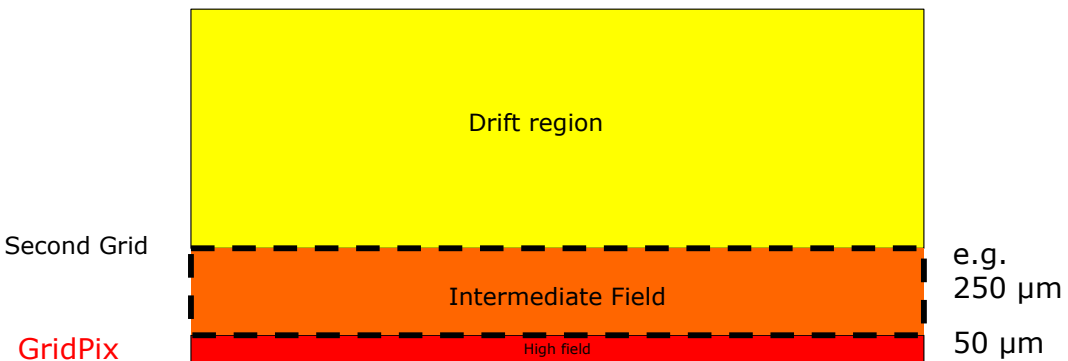 Drift region
Second Grid
e.g.
250 µm
Intermediate Field
GridPix
High field
50 µm